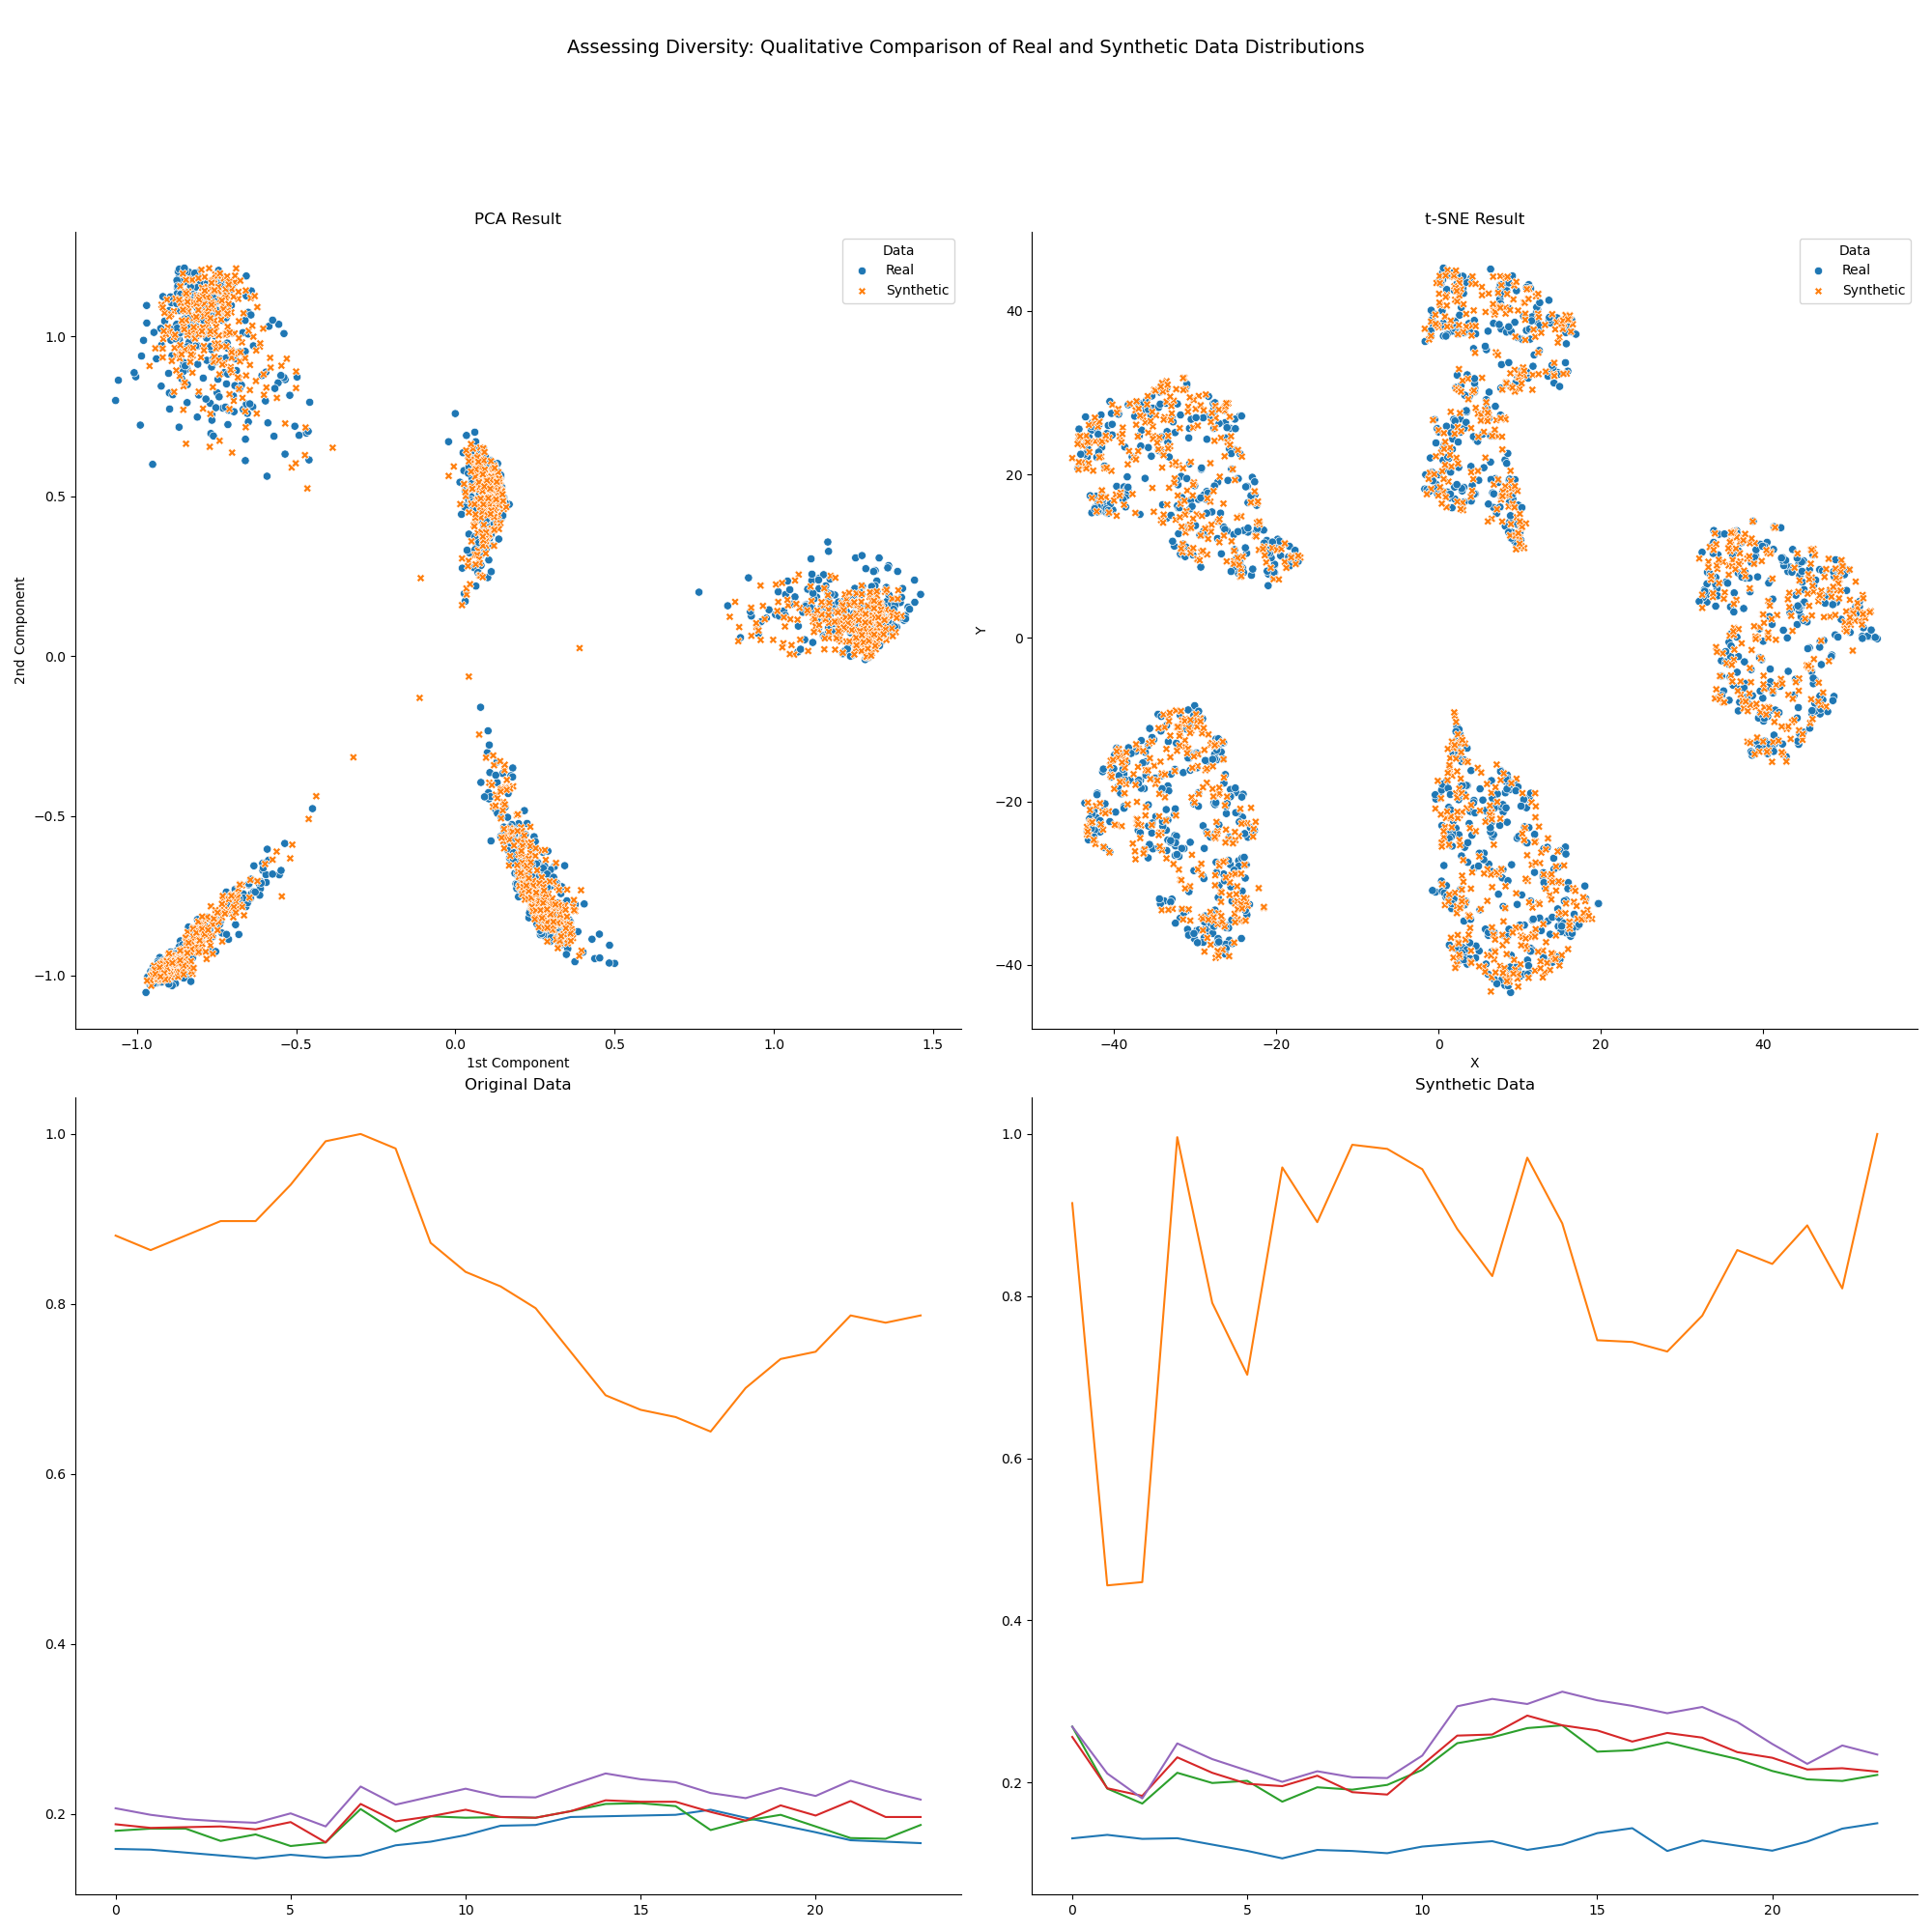 Assessing Diversity: Qualitative Comparison of Real and Synthetic Data Distributions
PCA Result
Data
Real
Synthetic
1.0
0.5
0.0
−0.5
−1.0
2nd Component
−1.0 −0.5 0.0 0.5 1.0 1.5
1st Component
t-SNE Result
Data
Real
Synthetic
40
20
0
−20
−40
Y
−40 −20 0 20 40
X
Original Data
1.0
0.8
0.6
0.4
0.2
0 5 10 15 20
Synthetic Data
1.0
0.8
0.6
0.4
0.2
0 5 10 15 20